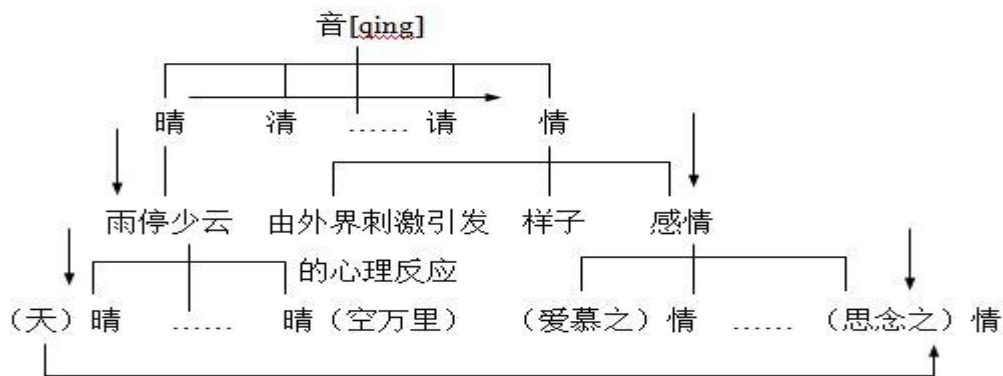 音[qing]
晴 清 …… 请 情
雨停少云 由外界刺激引发 样子 感情
的心理反应
（天）晴 …… 晴（空万里） （爱慕之）情 …… （思念之）情